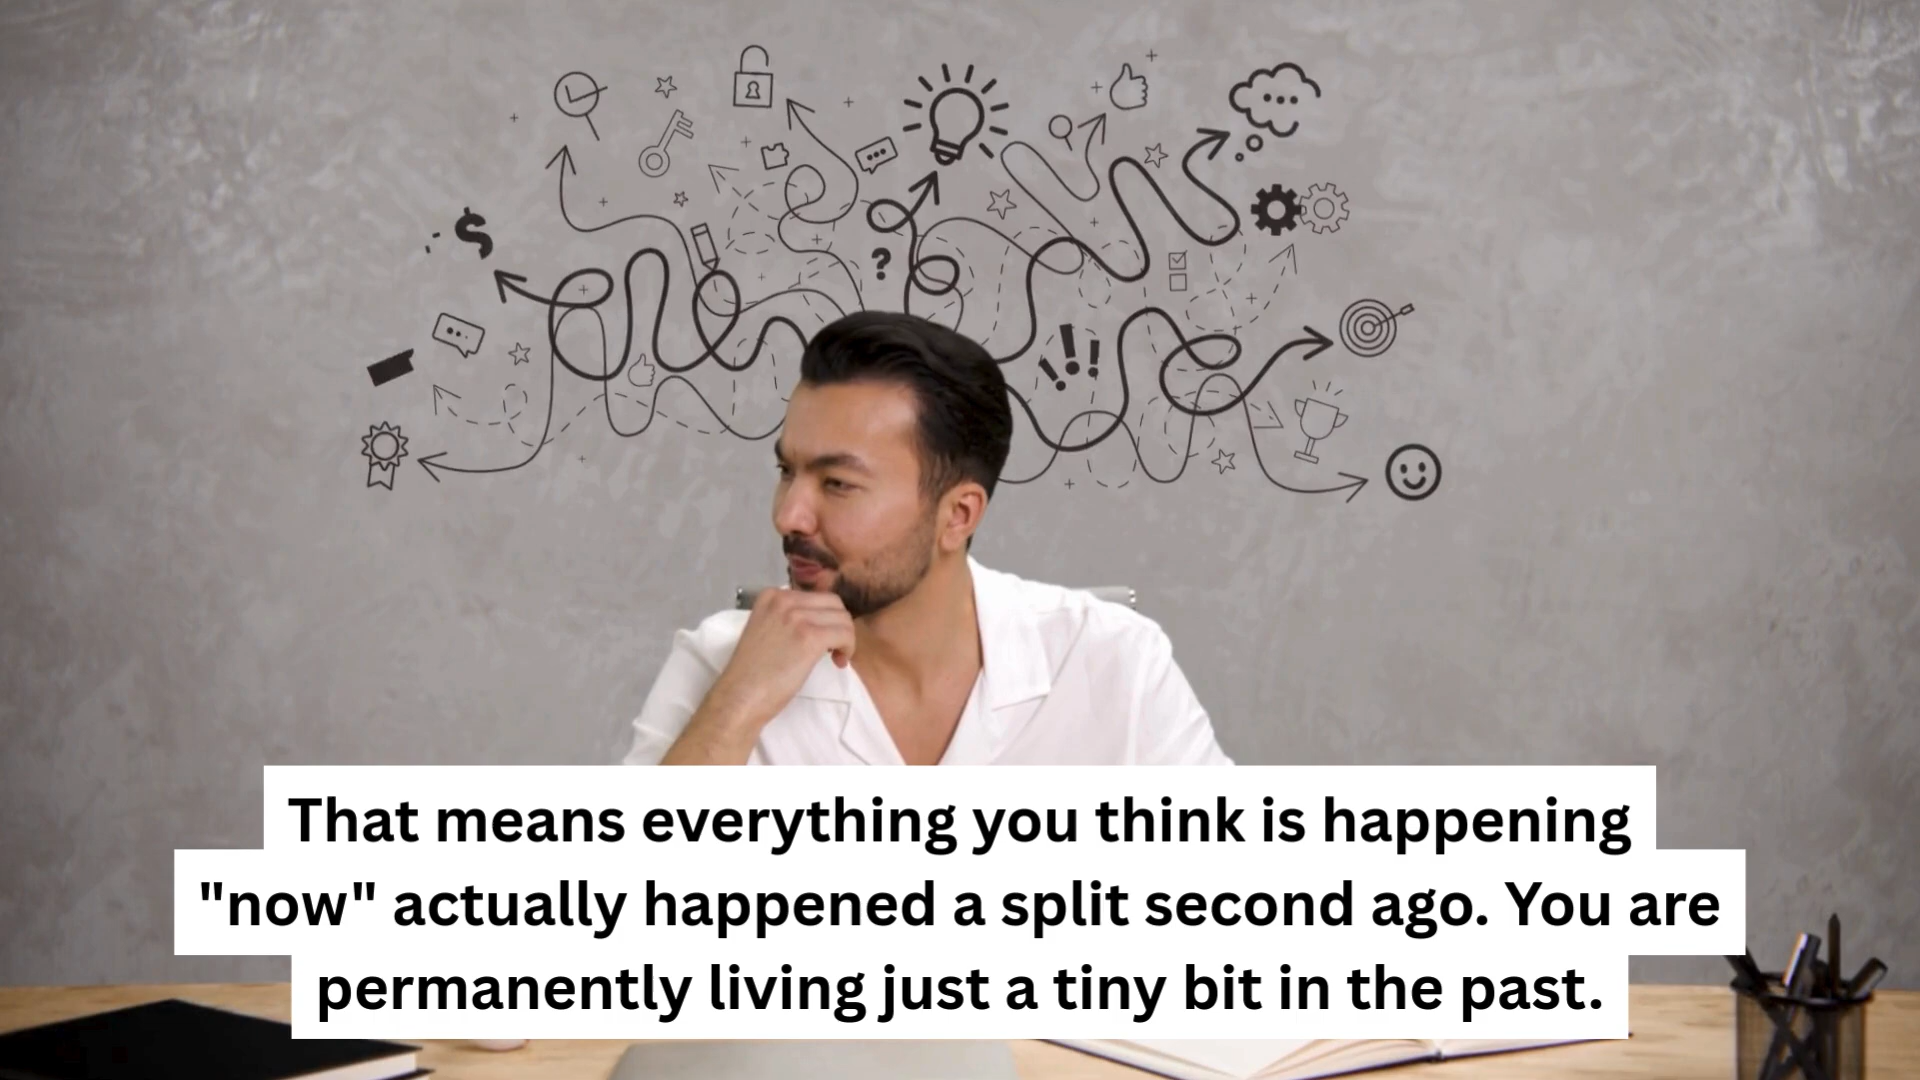 That means everything you think is happening
"now" actually happened a split second ago. You are
permanently living just a tiny bit in the past.